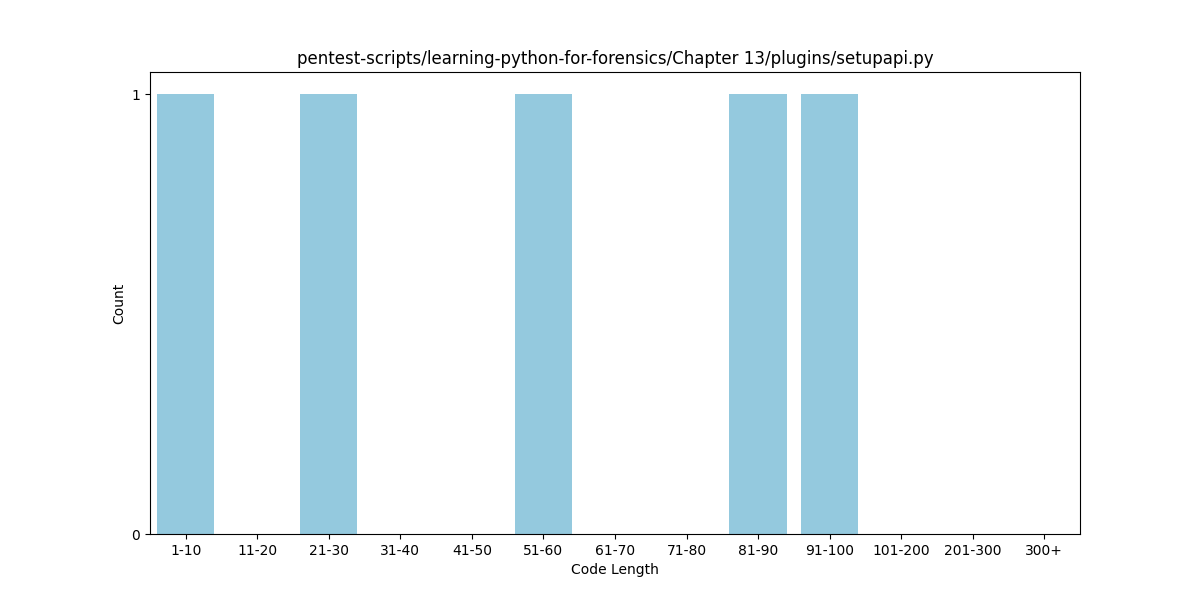 pentest-scripts/learning-python-for-forensics/Chapter 13/plugins/setupapi.py
1
Count
0
1-10 11-20 21-30 31-40 41-50 51-60 61-70 71-80 81-90 91-100 101-200 201-300 300+
Code Length